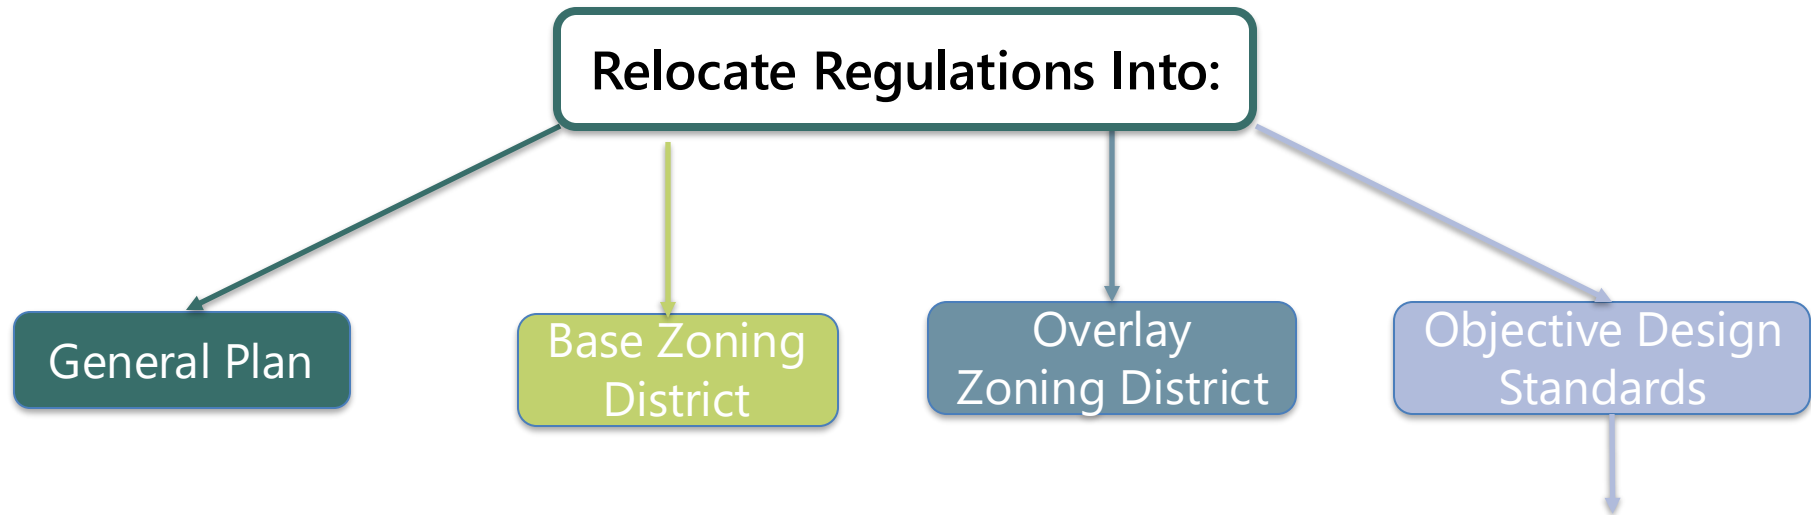 Relocate Regulations Into:
General Plan
Base Zoning
District
Overlay
Zoning District
Objective Design
Standards